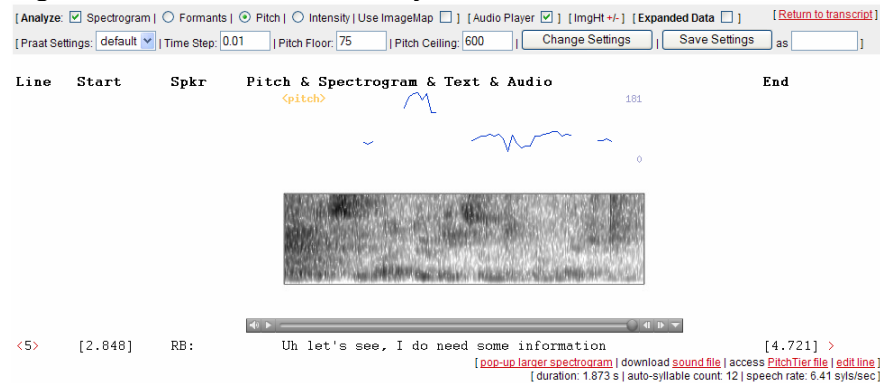 [ Analyze: Spectrogram | Formants | Pitch | Intensity | Use ImageMap ] [ Audio Player ] [ ImgHt +/- ] [ Expanded Data ] [ Return to transcript ]
[ Praat Settings: default | Time Step: 0.01 | Pitch Floor: 75 | Pitch Ceiling: 600 | Change Settings | Save Settings as ]
Line Start Spkr Pitch & Spectrogram & Text & Audio End
<pitch> 181
0
<5> [2.848] RB: Uh let's see, I do need some information [4.721] >
[ pop-up larger spectrogram | download sound file | access PitchTier file | edit line ]
[ duration: 1.873 s | auto-syllable count: 12 | speech rate: 6.41 syls/sec ]